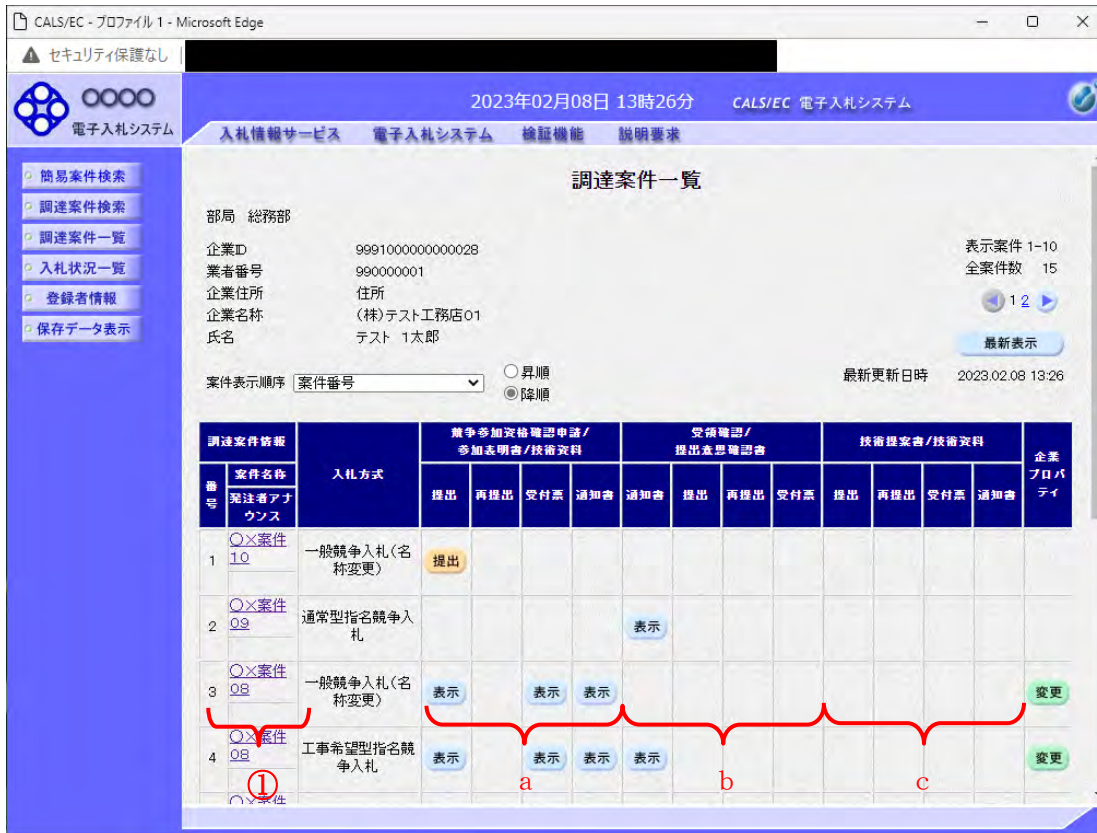 CALS/EC - プロファイル 1 - Microsoft Edge
セキュリティ保護なし
〇〇〇〇
電子入札システム
2023年02月08日 13時26分 CALS/EC 電子入札システム
入札情報サービス 電子入札システム 検証機能 説明要求
簡易案件検索
調達案件検索
調達案件一覧
入札状況一覧
登録者情報
保存データ表示
調達案件一覧
部局 総務部
企業ID 9991000000000028
業者番号 990000001
企業住所 住所
企業名称 (株)テスト工務店01
氏名 テスト 1太郎
表示案件 1-10
全案件数 15
1 2
最新表示
案件表示順序 案件番号
昇順
降順
最新更新日時 2023.02.08 13:26
調達案件情報 入札方式 競争参加資格確認申請/参加表明書/技術資料 受領確認/提出意思確認書 技術提案書/技術資料 企業プロパティ
番号 案件名称 発注者アナウンス 提出 再提出 受付票 通知書 通知書 提出 再提出 受付票 提出 再提出 受付票 通知書
1 〇×案件10 一般競争入札(名称変更) 提出
2 〇×案件09 通常型指名競争入札 表示
3 〇×案件08 一般競争入札(名称変更) 表示 表示 表示 変更
4 〇×案件08 工事希望型指名競争入札 表示 表示 表示 表示 変更
〇×案件
① a b c